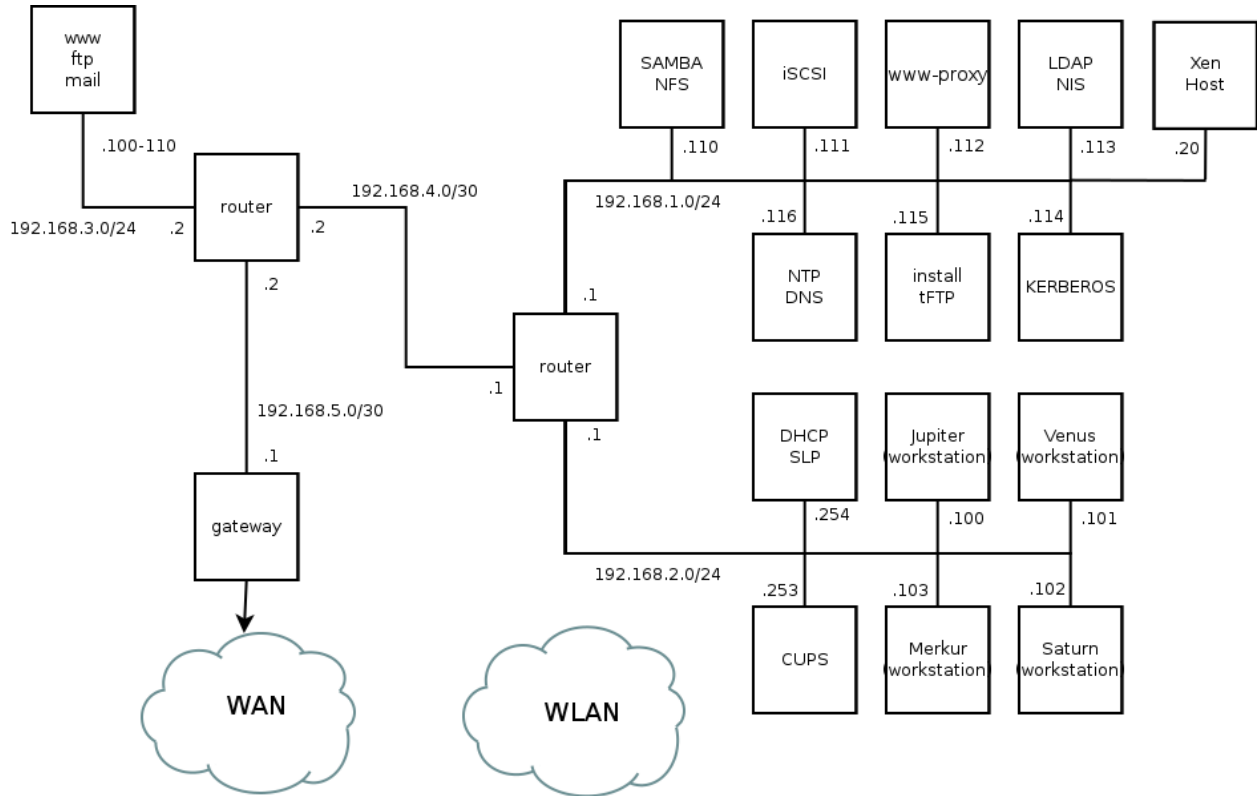 www
ftp
mail
.100-110
192.168.3.0/24
.2
router
.2
192.168.4.0/30
.2
192.168.5.0/30
.1
gateway
WAN
WLAN
router
.1
.1
.1
SAMBA
NFS
.110
iSCSI
.111
www-proxy
.112
LDAP
NIS
.113
Xen
Host
.20
192.168.1.0/24
.116
NTP
DNS
.115
install
tFTP
.114
KERBEROS
DHCP
SLP
.254
Jupiter
(workstation)
.100
Venus
(workstation)
.101
192.168.2.0/24
.253
CUPS
.103
Merkur
(workstation)
.102
Saturn
(workstation)